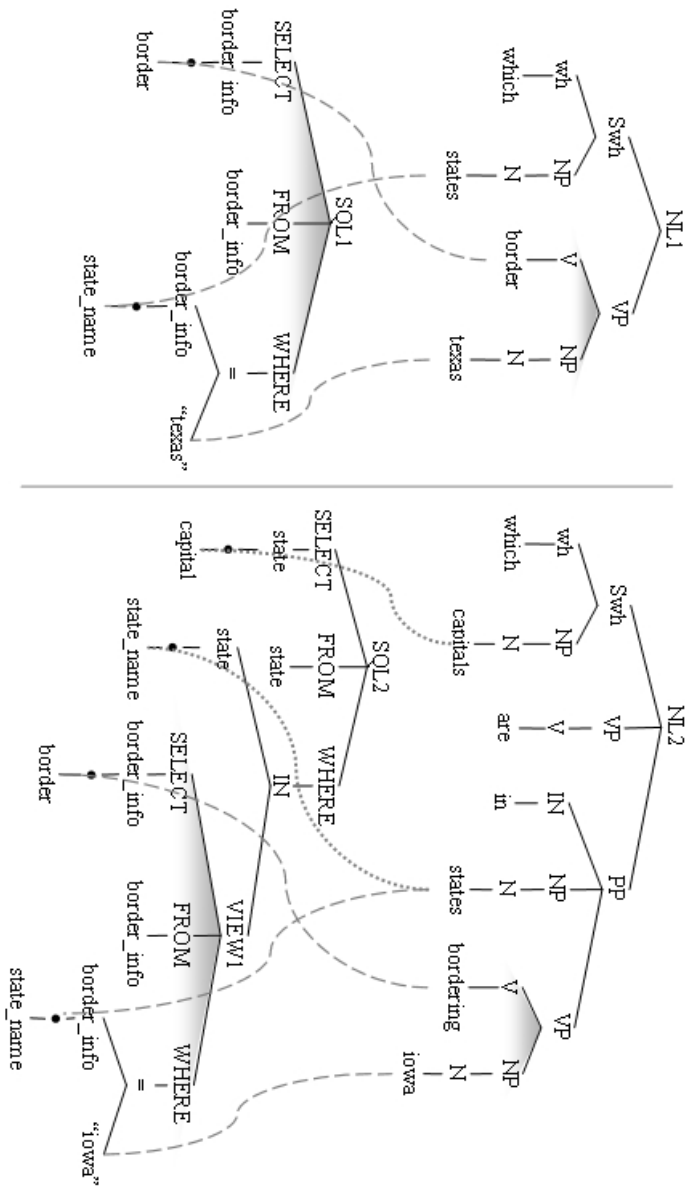 NL1
Swh VP
wh NP V NP
which N border N
states texas
SQL1
SELECT FROM WHERE
border_info border_info =
border border_info "texas"
state_name
NL2
Swh VP PP
wh NP V IN NP VP
which N are in N V NP
capitals states bordering N
iowa
SQL2
SELECT FROM WHERE
state state IN
capital state VIEW1
state_name SELECT FROM WHERE
border_info border_info =
border border_info "iowa"
state_name